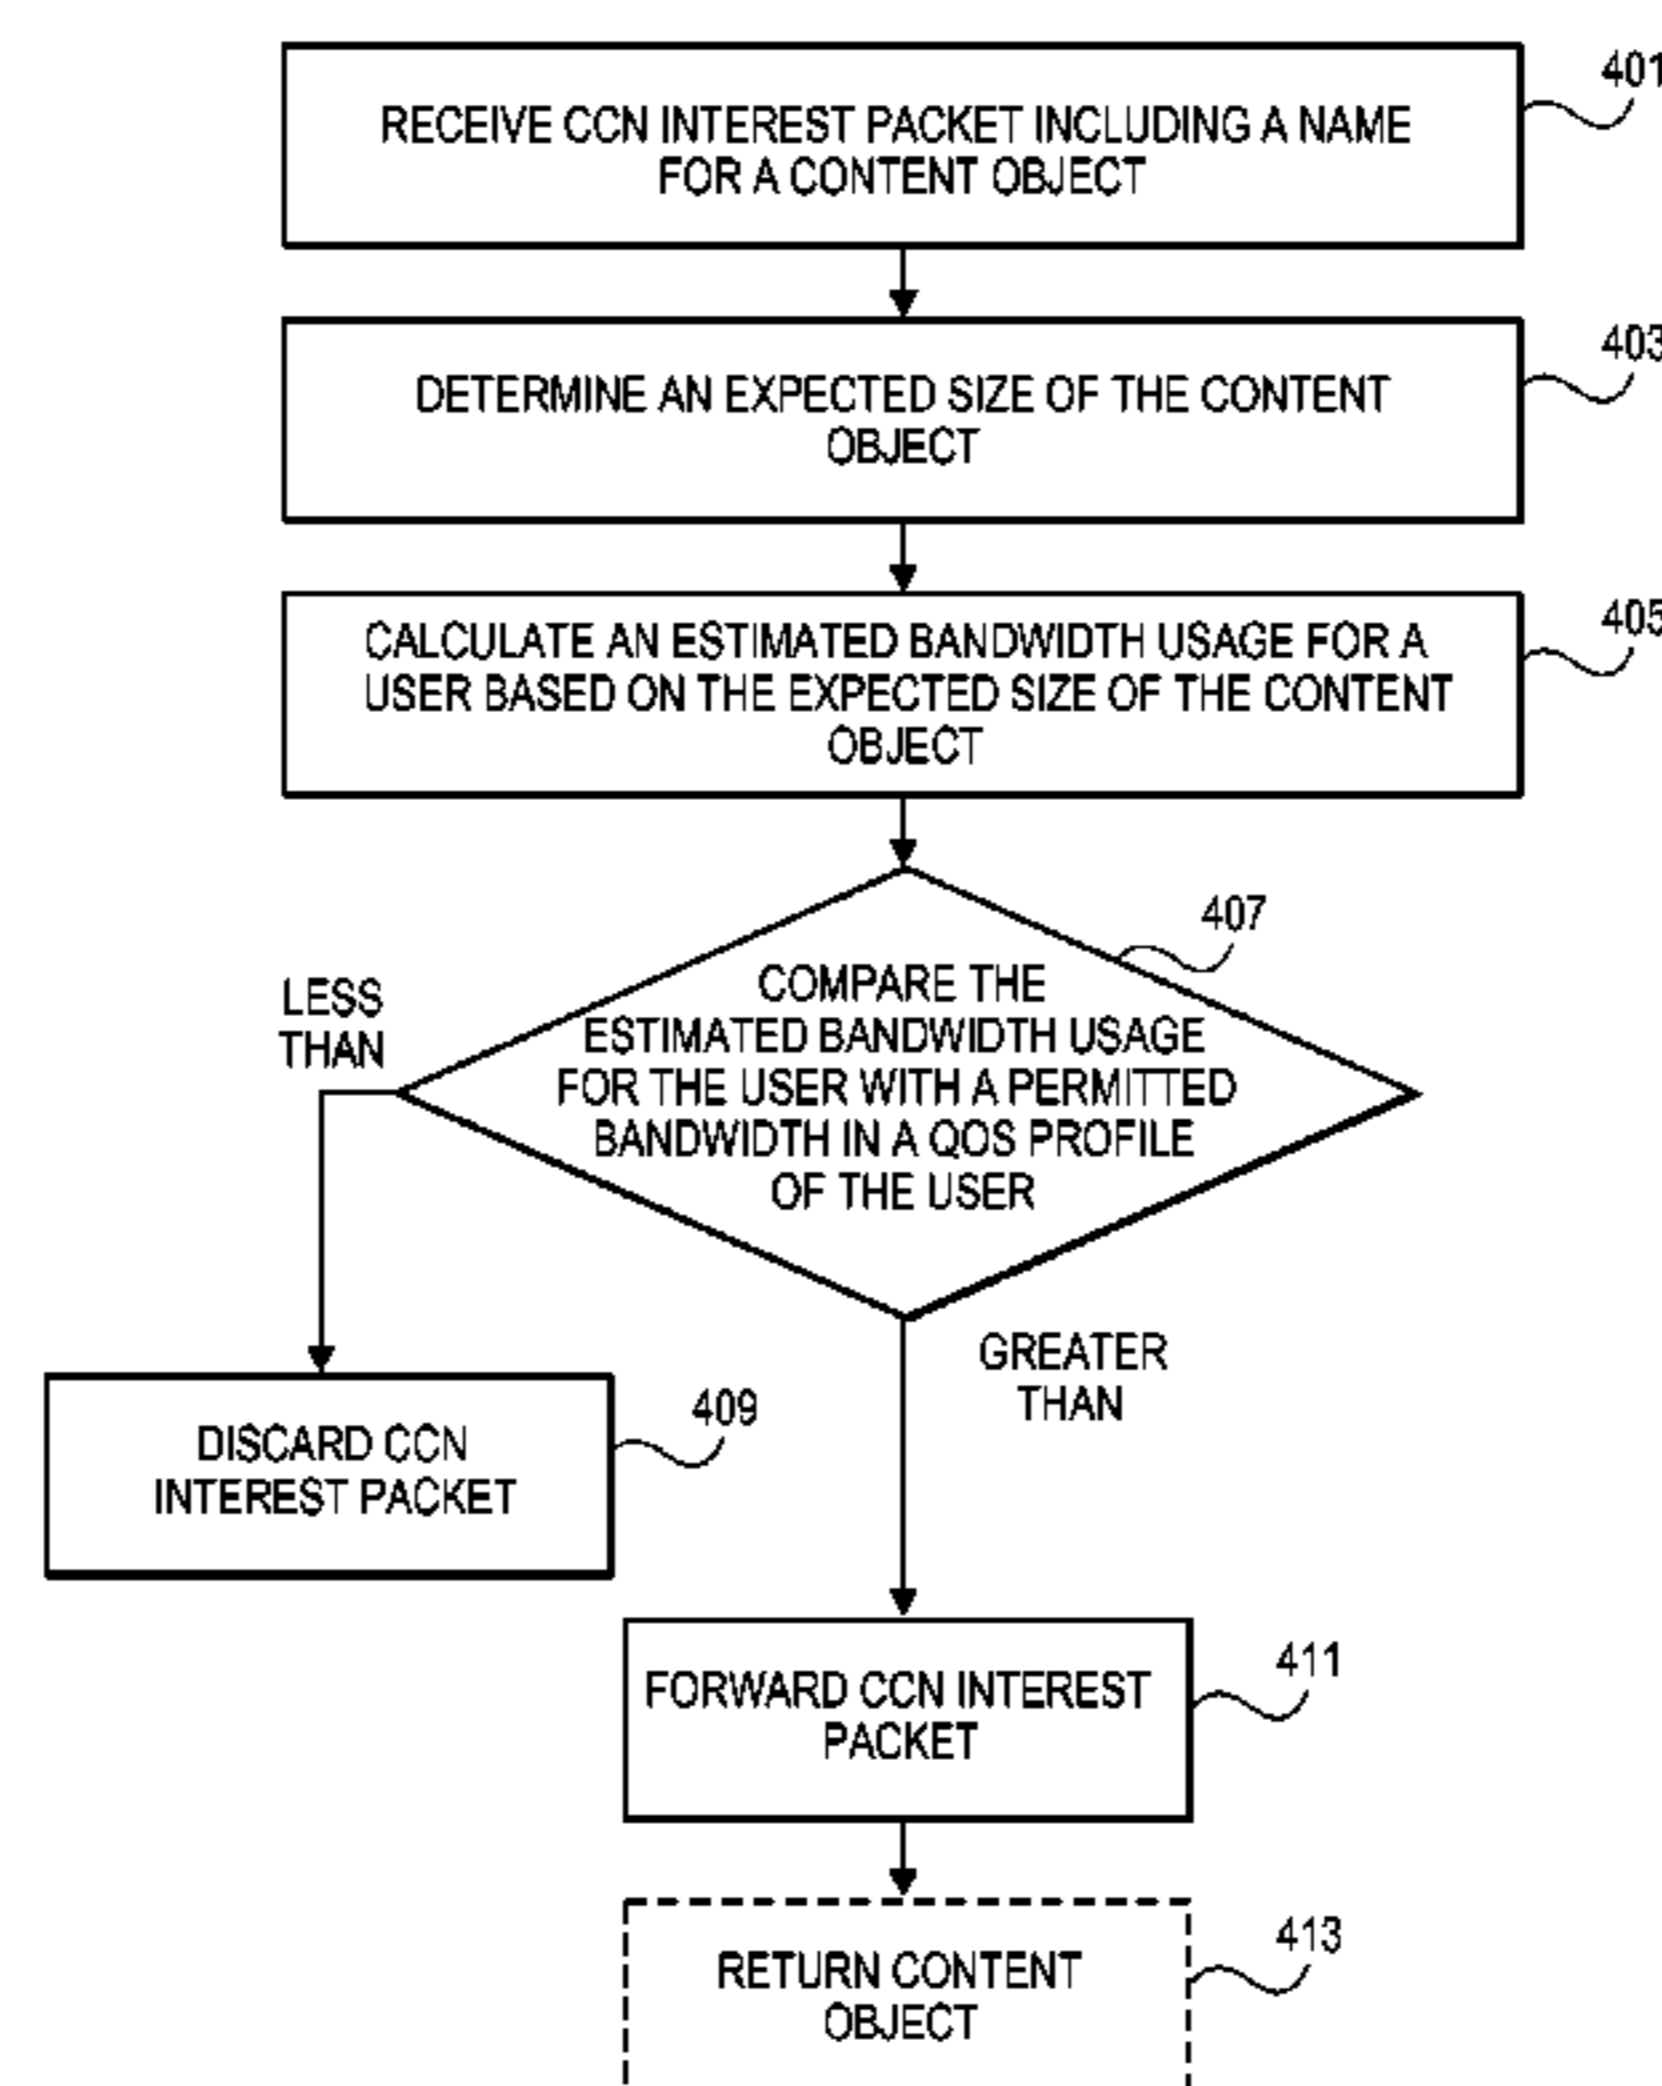 401
RECEIVE CCN INTEREST PACKET INCLUDING A NAME
FOR A CONTENT OBJECT
403
DETERMINE AN EXPECTED SIZE OF THE CONTENT
OBJECT
405
CALCULATE AN ESTIMATED BANDWIDTH USAGE FOR A
USER BASED ON THE EXPECTED SIZE OF THE CONTENT
OBJECT
407
COMPARE THE
ESTIMATED BANDWIDTH USAGE
FOR THE USER WITH A PERMITTED
BANDWIDTH IN A QOS PROFILE
OF THE USER
LESS
THAN
GREATER
THAN
409
DISCARD CCN
INTEREST PACKET
411
FORWARD CCN INTEREST
PACKET
413
RETURN CONTENT
OBJECT